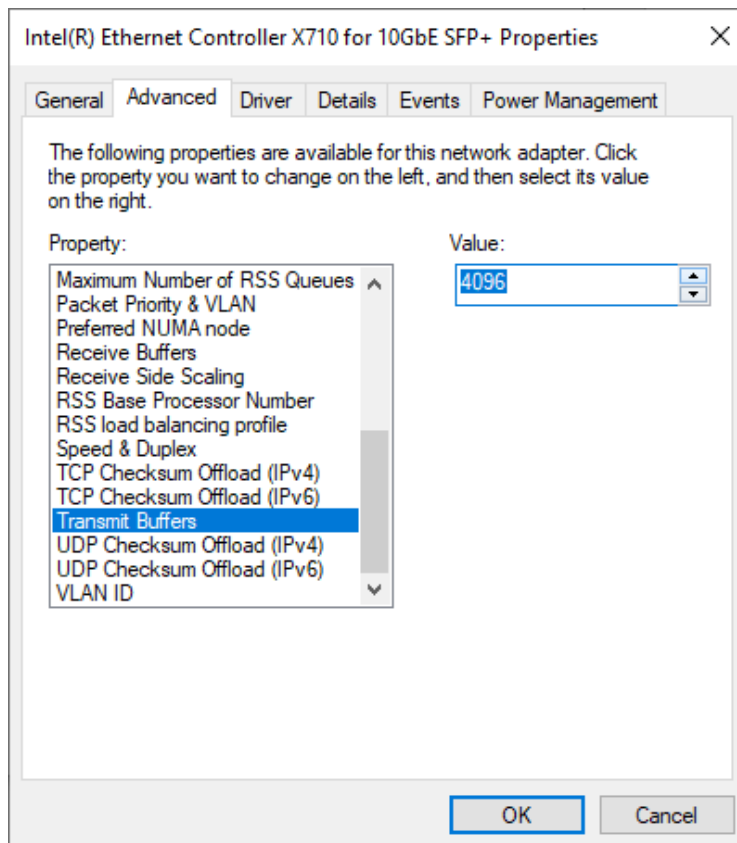 Intel(R) Ethernet Controller X710 for 10GbE SFP+ Properties
General Advanced Driver Details Events Power Management
The following properties are available for this network adapter. Click
the property you want to change on the left, and then select its value
on the right.
Property:
Value:
Maximum Number of RSS Queues
Packet Priority & VLAN
Preferred NUMA node
Receive Buffers
Receive Side Scaling
RSS Base Processor Number
RSS load balancing profile
Speed & Duplex
TCP Checksum Offload (IPv4)
TCP Checksum Offload (IPv6)
Transmit Buffers
UDP Checksum Offload (IPv4)
UDP Checksum Offload (IPv6)
VLAN ID
4096
OK Cancel